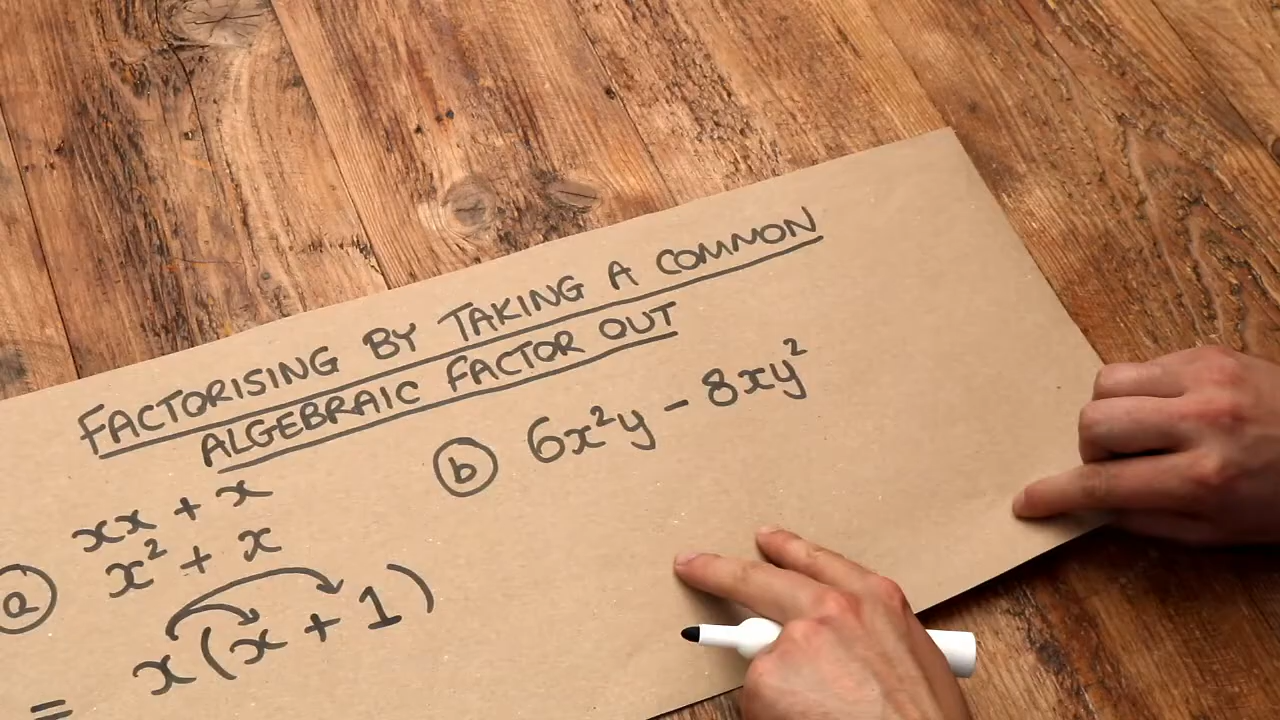 FACTORISING BY TAKING A COMMON
ALGEBRAIC FACTOR OUT
xx + x
a x² + x
= x(x + 1)
b 6x²y - 8xy²